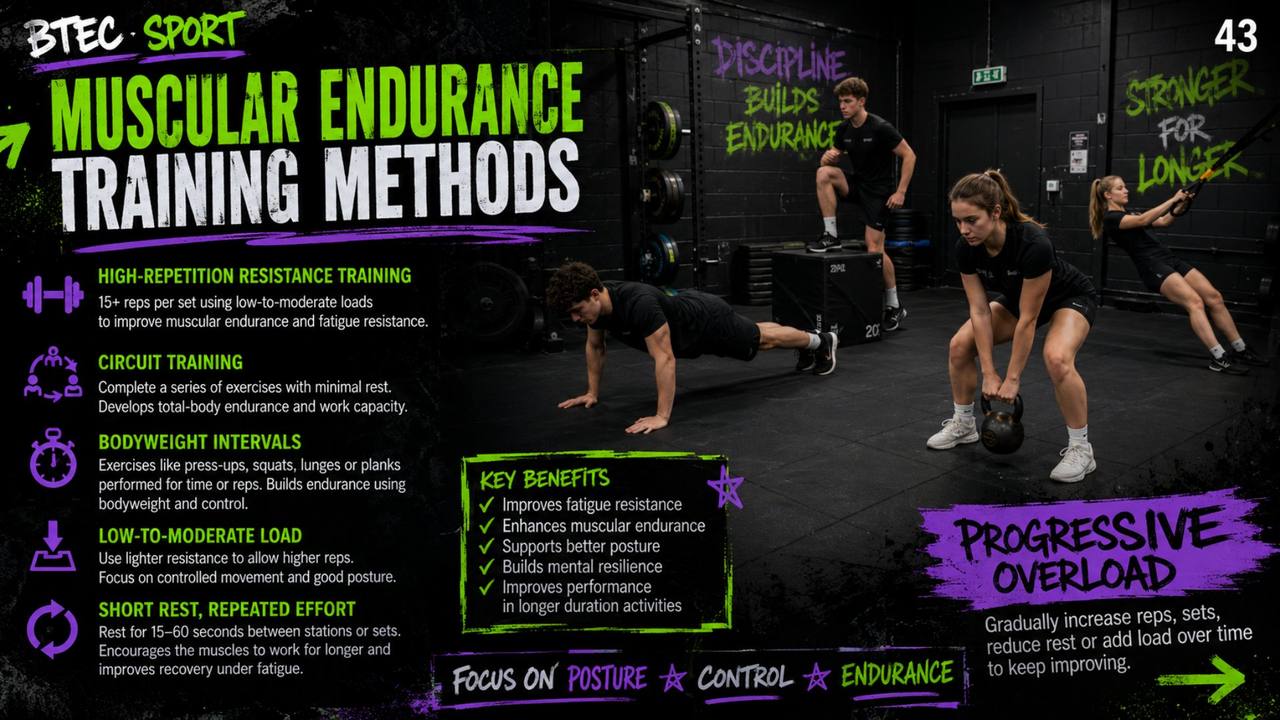 BTEC · SPORT
43
MUSCULAR ENDURANCE
TRAINING METHODS
DISCIPLINE
BUILDS
ENDURANCE
STRONGER
FOR
LONGER
HIGH-REPETITION RESISTANCE TRAINING
15+ reps per set using low-to-moderate loads
to improve muscular endurance and fatigue resistance.
CIRCUIT TRAINING
Complete a series of exercises with minimal rest.
Develops total-body endurance and work capacity.
BODYWEIGHT INTERVALS
Exercises like press-ups, squats, lunges or planks
performed for time or reps. Builds endurance using
bodyweight and control.
LOW-TO-MODERATE LOAD
Use lighter resistance to allow higher reps.
Focus on controlled movement and good posture.
SHORT REST, REPEATED EFFORT
Rest for 15–60 seconds between stations or sets.
Encourages the muscles to work for longer and
improves recovery under fatigue.
KEY BENEFITS
✓ Improves fatigue resistance
✓ Enhances muscular endurance
✓ Supports better posture
✓ Builds mental resilience
✓ Improves performance
in longer duration activities
FOCUS ON POSTURE ☆ CONTROL ☆ ENDURANCE
PROGRESSIVE
OVERLOAD
Gradually increase reps, sets,
reduce rest or add load over time
to keep improving.